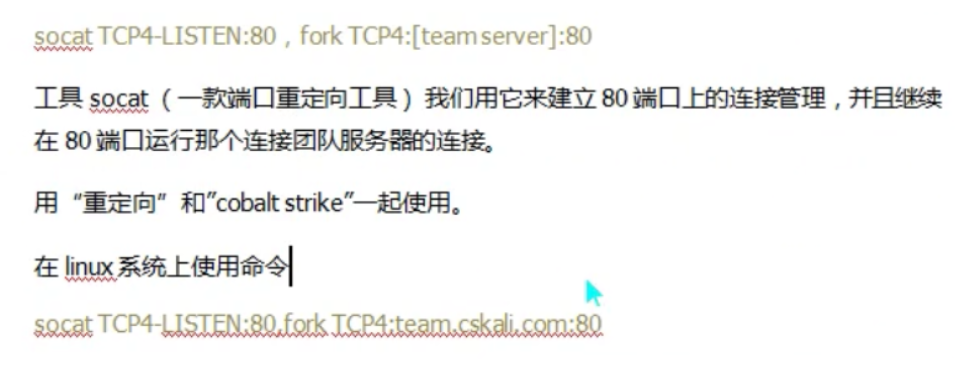 socat TCP4-LISTEN:80，fork TCP4:[team server]:80
工具 socat（一款端口重定向工具）我们用它来建立 80 端口上的连接管理，并且继续
在 80 端口运行那个连接团队服务器的连接。
用“重定向”和”cobalt strike”一起使用。
在 linux 系统上使用命令
socat TCP4-LISTEN:80,fork TCP4:team.cskali.com:80